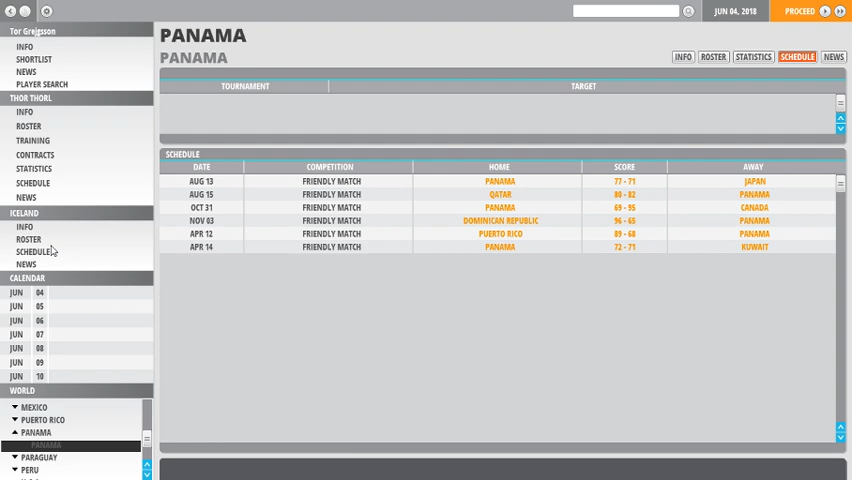 JUN 04, 2018
PROCEED
Tor Grejgsson
INFO
SHORTLIST
NEWS
PLAYER SEARCH
THOR THORL
INFO
ROSTER
TRAINING
CONTRACTS
STATISTICS
SCHEDULE
NEWS
ICELAND
INFO
ROSTER
SCHEDULE
NEWS
CALENDAR
JUN 04
JUN 05
JUN 06
JUN 07
JUN 08
JUN 09
JUN 10
WORLD
MEXICO
PUERTO RICO
PANAMA
PANAMA
PARAGUAY
PERU
PANAMA
PANAMA
INFO ROSTER STATISTICS SCHEDULE NEWS
TOURNAMENT TARGET
SCHEDULE
DATE COMPETITION HOME SCORE AWAY
AUG 13 FRIENDLY MATCH PANAMA 77 - 71 JAPAN
AUG 15 FRIENDLY MATCH QATAR 80 - 82 PANAMA
OCT 31 FRIENDLY MATCH PANAMA 69 - 95 CANADA
NOV 03 FRIENDLY MATCH DOMINICAN REPUBLIC 96 - 65 PANAMA
APR 12 FRIENDLY MATCH PUERTO RICO 89 - 68 PANAMA
APR 14 FRIENDLY MATCH PANAMA 72 - 71 KUWAIT